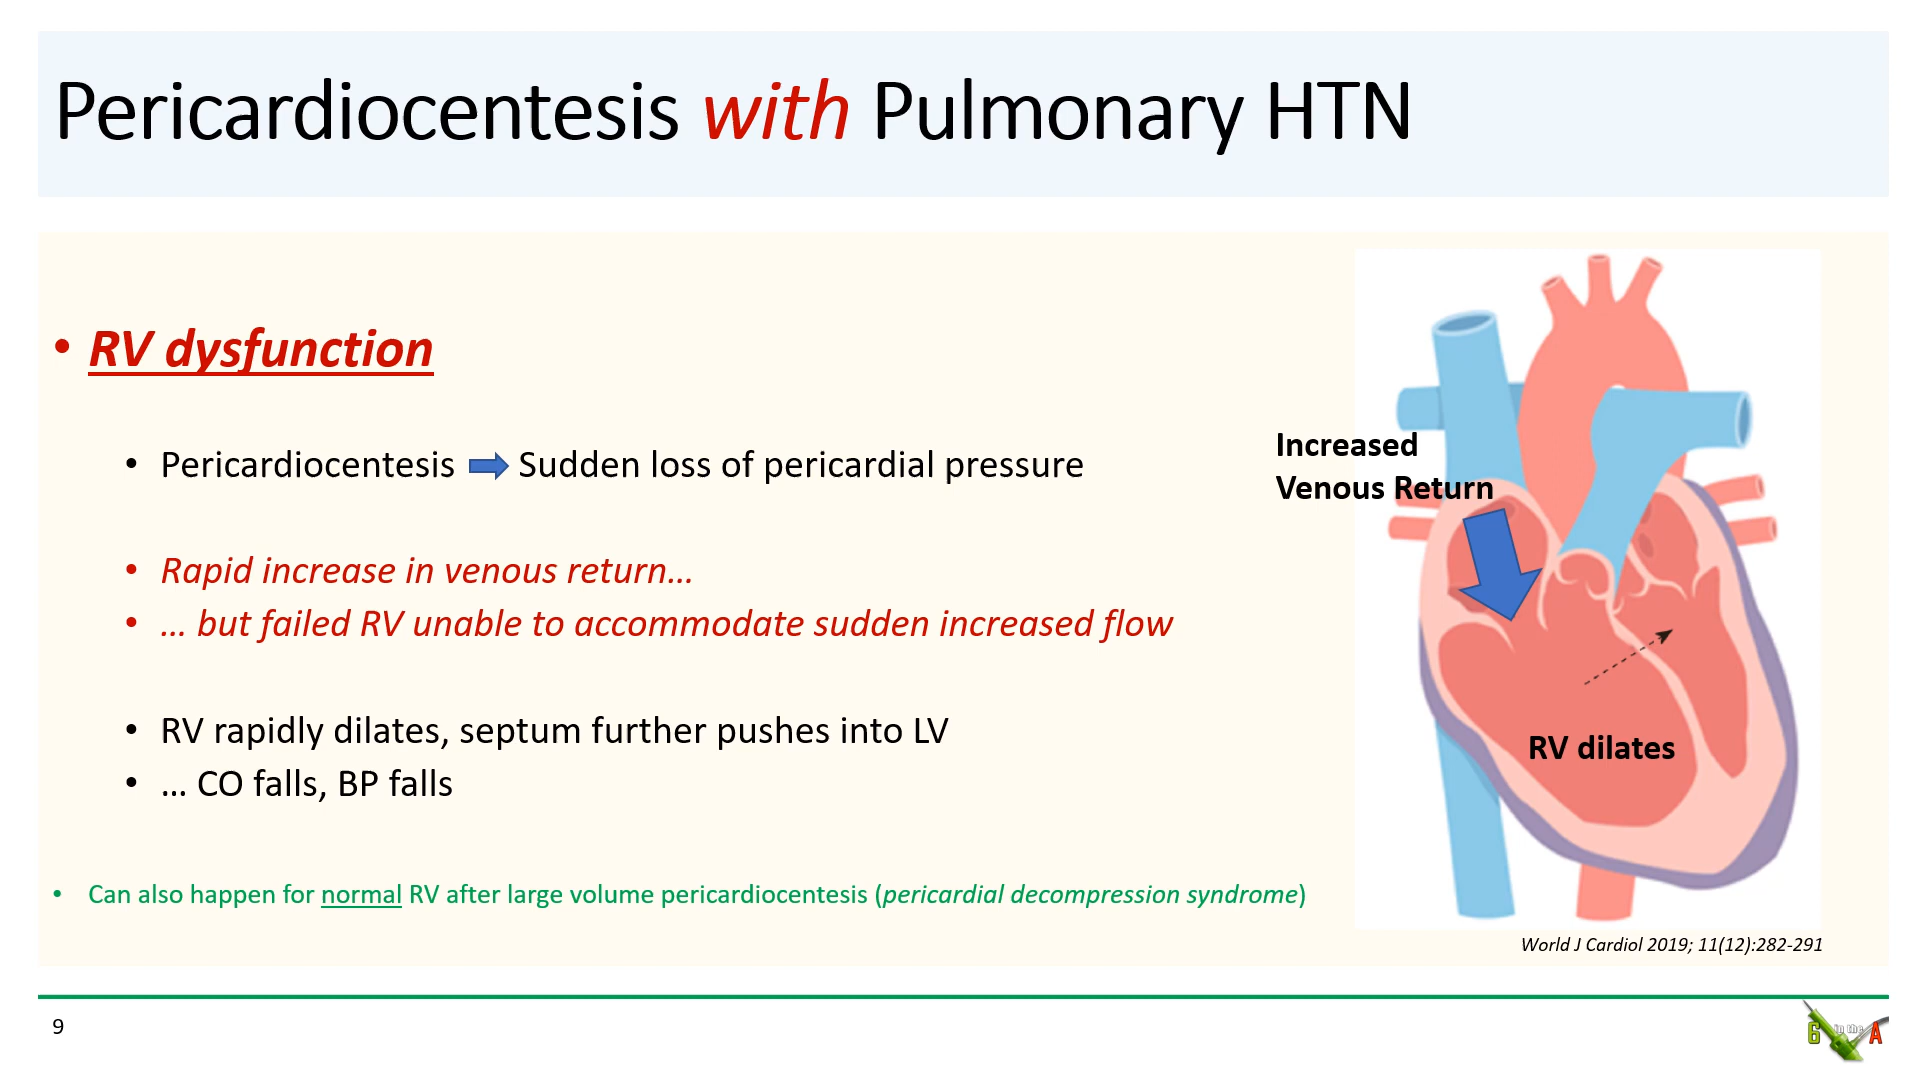 Pericardiocentesis with Pulmonary HTN
• RV dysfunction
• Pericardiocentesis Sudden loss of pericardial pressure
• Rapid increase in venous return...
• ... but failed RV unable to accommodate sudden increased flow
• RV rapidly dilates, septum further pushes into LV
• ... CO falls, BP falls
• Can also happen for normal RV after large volume pericardiocentesis (pericardial decompression syndrome)
Increased
Venous Return
RV dilates
World J Cardiol 2019; 11(12):282-291
9
6 in the A